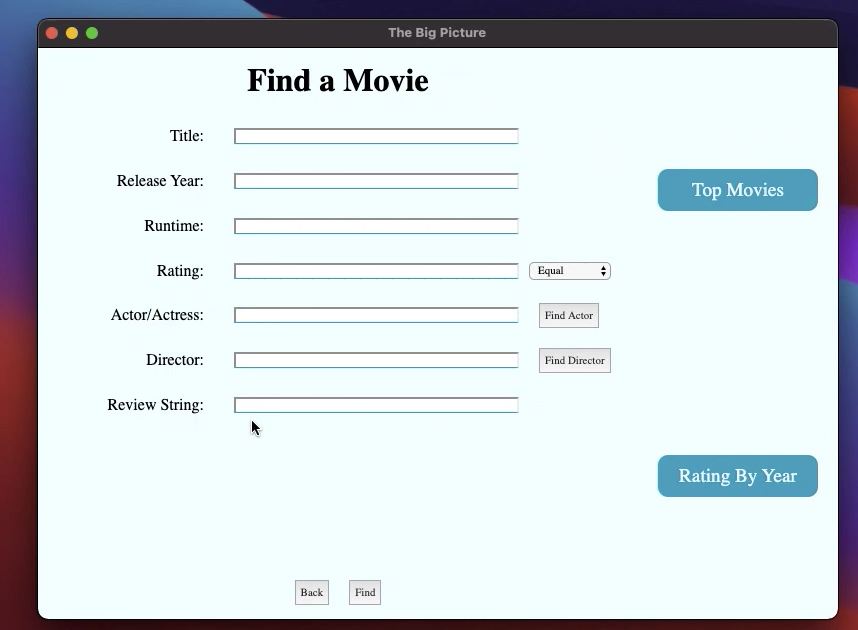 The Big Picture
Find a Movie
Title:
Release Year:
Top Movies
Runtime:
Rating: Equal
Actor/Actress: Find Actor
Director: Find Director
Review String:
Rating By Year
Back Find